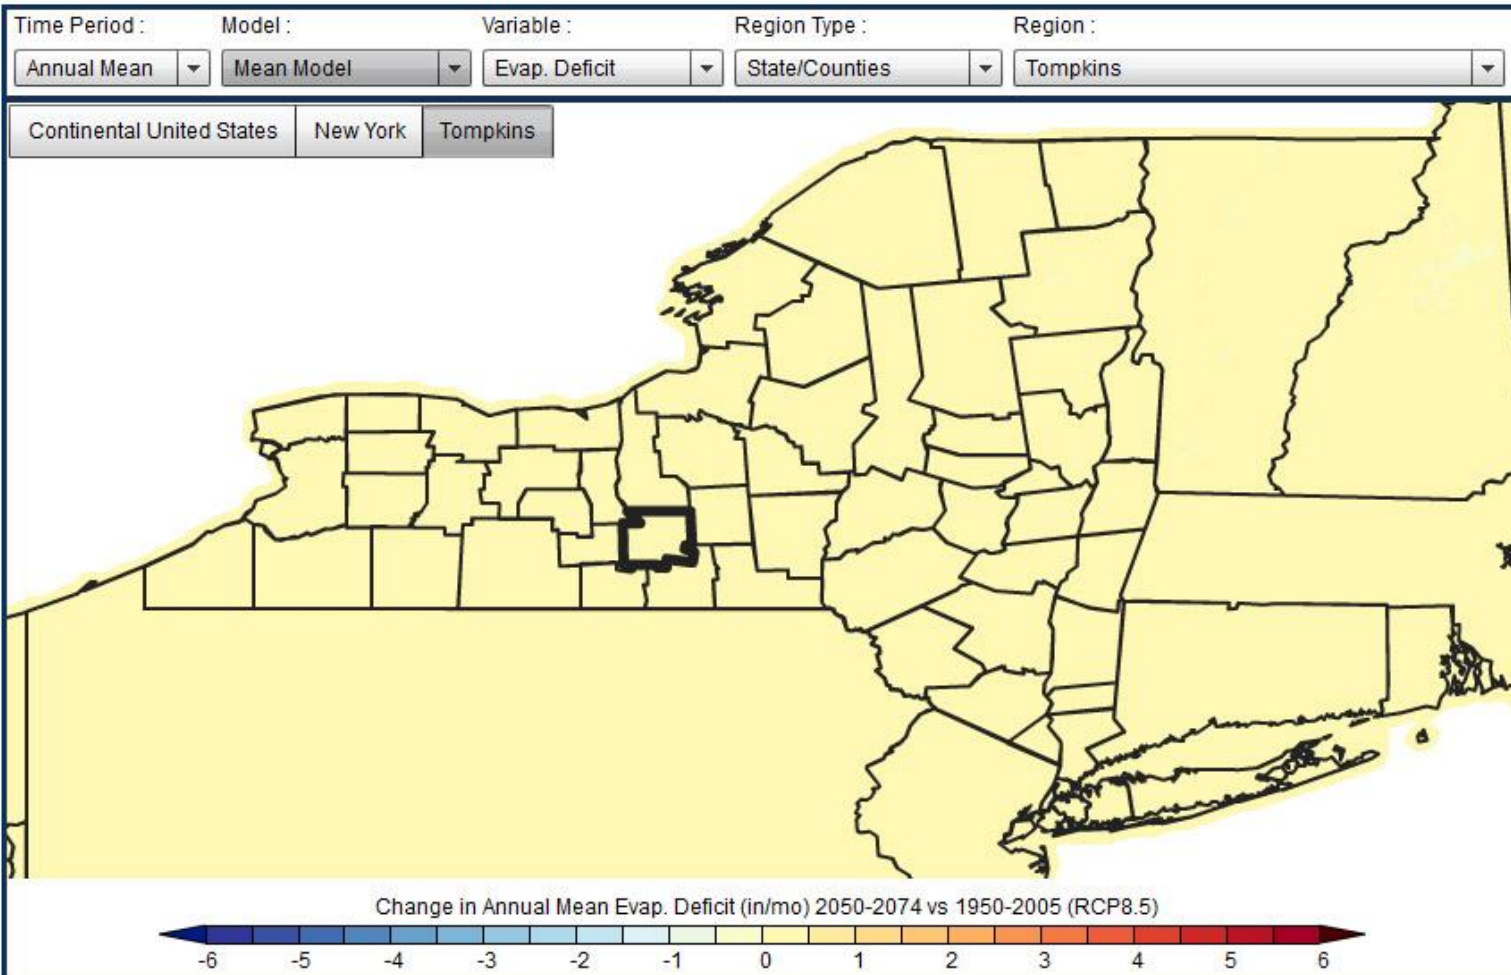 Time Period : Model : Variable : Region Type : Region :
Annual Mean Mean Model Evap. Deficit State/Counties Tompkins
Continental United States New York Tompkins
Change in Annual Mean Evap. Deficit (in/mo) 2050-2074 vs 1950-2005 (RCP8.5)
-6 -5 -4 -3 -2 -1 0 1 2 3 4 5 6